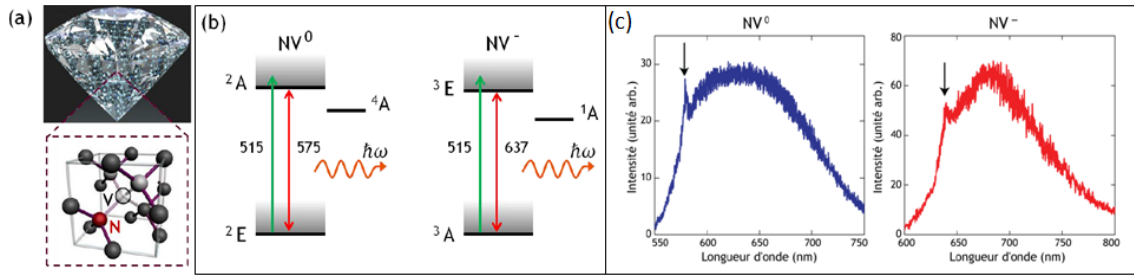 (a)
V
N
(b)
NV⁰
NV⁻
²A
⁴A
³E
¹A
515
575
ħω
515
637
ħω
²E
³A
(c)
NV⁰
Intensité (unité arb.)
30
20
10
0
550
600
650
700
750
Longueur d'onde (nm)
NV⁻
Intensité (unité arb.)
80
60
40
20
0
600
650
700
750
800
Longueur d'onde (nm)